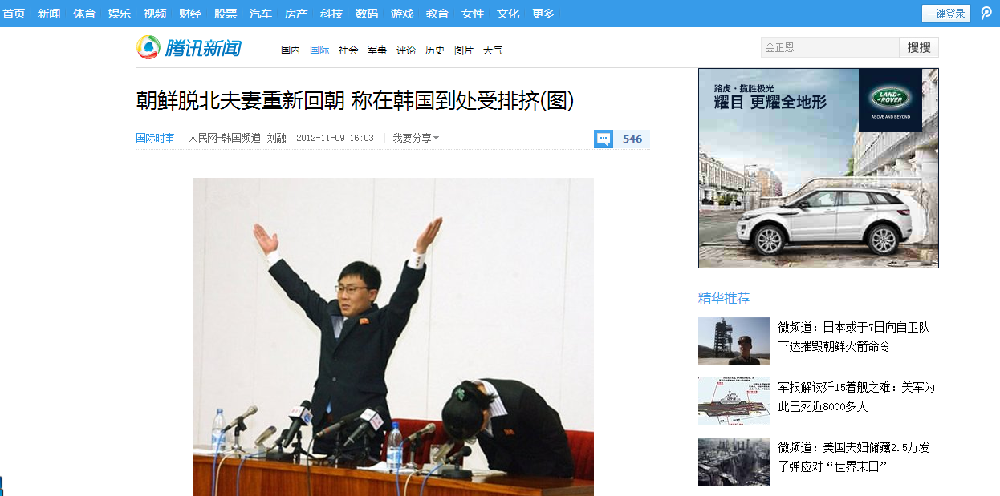 首页 新闻 体育 娱乐 视频 财经 股票 汽车 房产 科技 数码 游戏 教育 女性 文化 更多
一键登录
腾讯新闻
国内 国际 社会 军事 评论 历史 图片 天气
金正恩
搜搜
朝鲜脱北夫妻重新回朝 称在韩国到处受排挤(图)
国际时事 人民网-韩国频道 刘融 2012-11-09 16:03 我要分享
546
路虎·揽胜极光
耀目 更耀全地形
LAND-
ROVER
ABOVE AND BEYOND
精华推荐
微频道：日本或于7日向自卫队
下达摧毁朝鲜火箭命令
军报解读歼15着舰之难：美军为
此已死近8000多人
微频道：美国夫妇储藏2.5万发
子弹应对“世界末日”